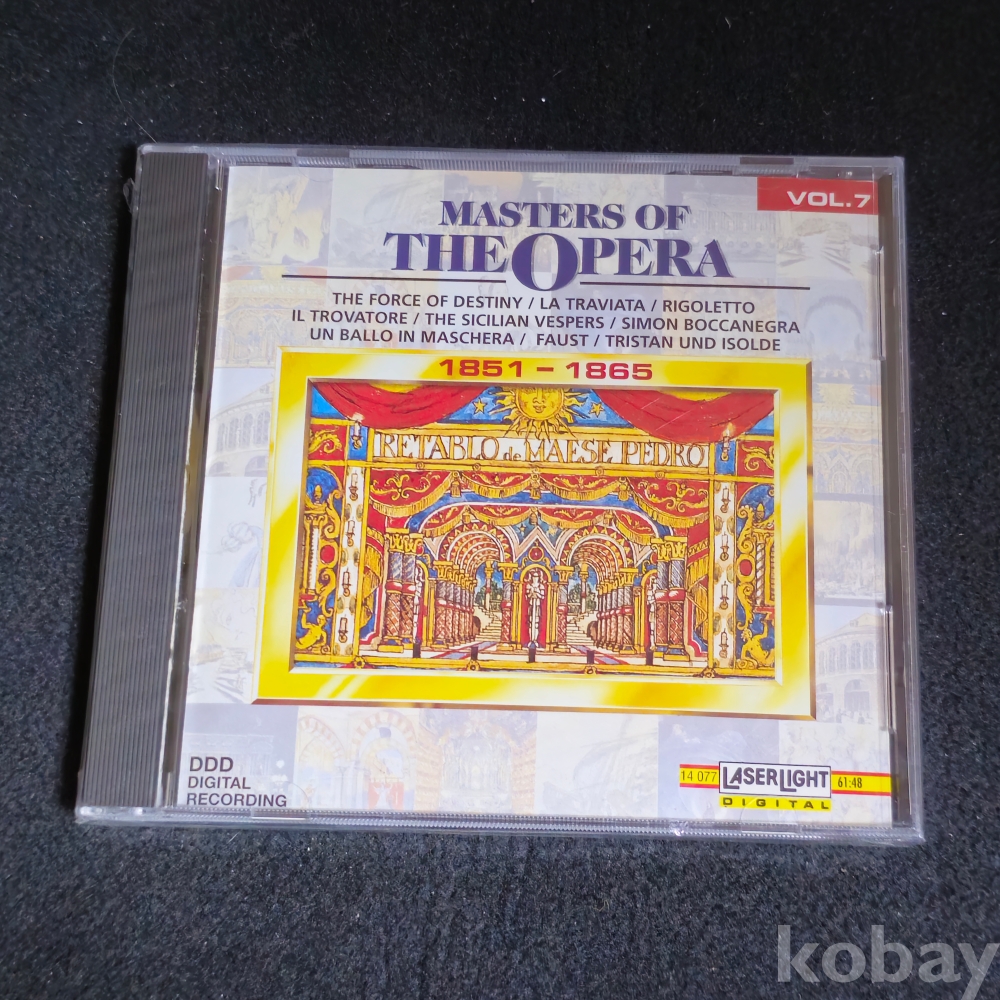 VOL.7
MASTERS OF
THE OPERA
THE FORCE OF DESTINY / LA TRAVIATA / RIGOLETTO
IL TROVATORE / THE SICILIAN VESPERS / SIMON BOCCANEGRA
UN BALLO IN MASCHERA / FAUST / TRISTAN UND ISOLDE
1851 – 1865
RETABLO de MAESE PEDRO
DDD
DIGITAL
RECORDING
14 077
LASERLIGHT
DIGITAL
61:48
kobay